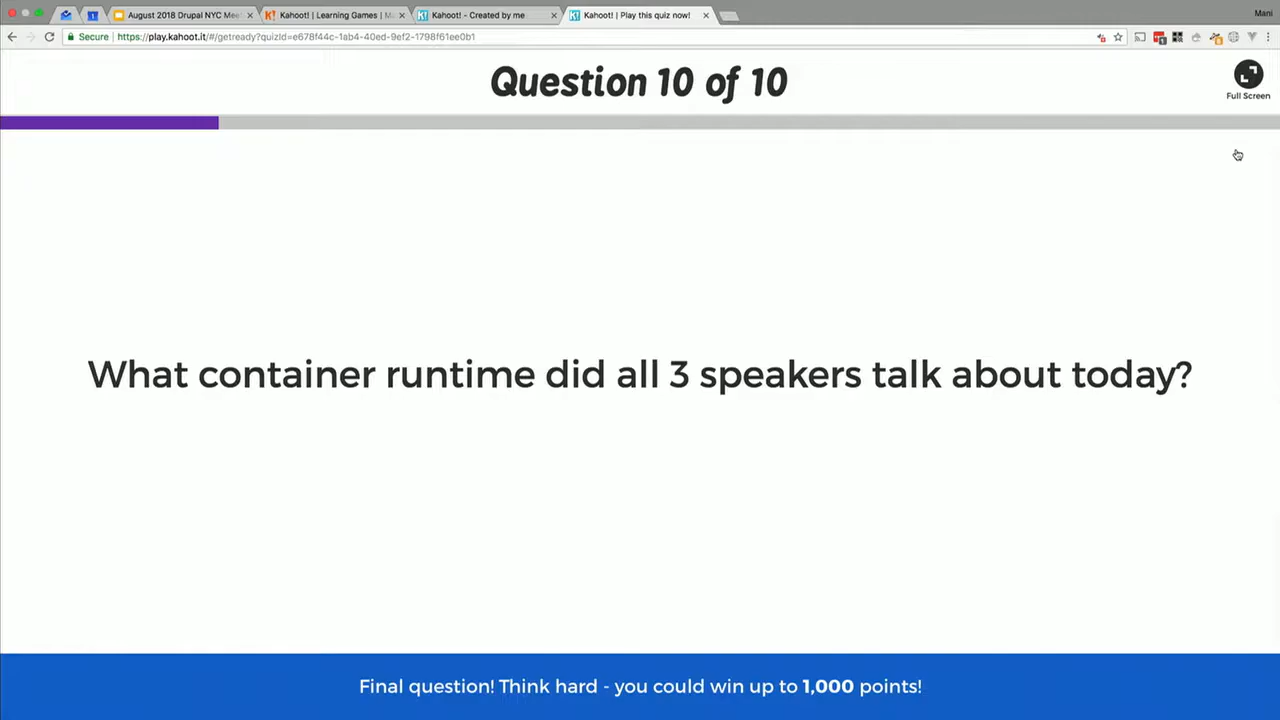 August 2018 Drupal NYC Mee
Kahoot! | Learning Games | M
Kahoot! - Created by me
Kahoot! | Play this quiz now!
Mani
Secure
https://play.kahoot.it/#/getready?quizId=e678f44c-1ab4-40ed-9ef2-1798f61ee0b1
Question 10 of 10
Full Screen
What container runtime did all 3 speakers talk about today?
Final question! Think hard - you could win up to 1,000 points!